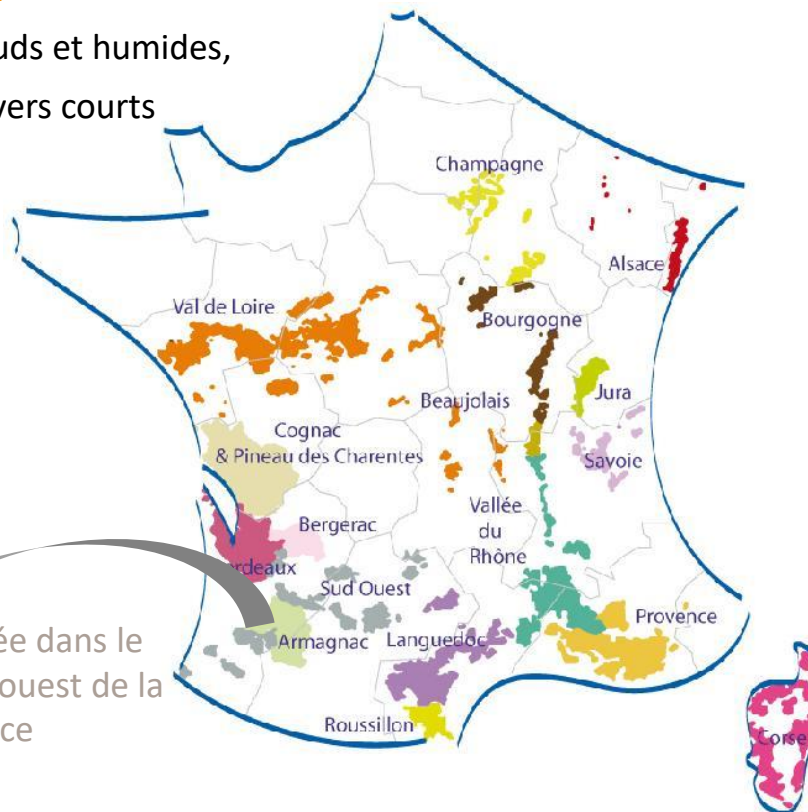 uds et humides,
vers courts
Champagne
Alsace
Val de Loire
Bourgogne
Beaujolais
Jura
Cognac
& Pineau des Charentes
Savoie
Vallée
du
Rhône
Bergerac
rdeaux
Sud Ouest
Provence
Armagnac
Languedoc
ée dans le
ouest de la
ce
Roussillon
Corse